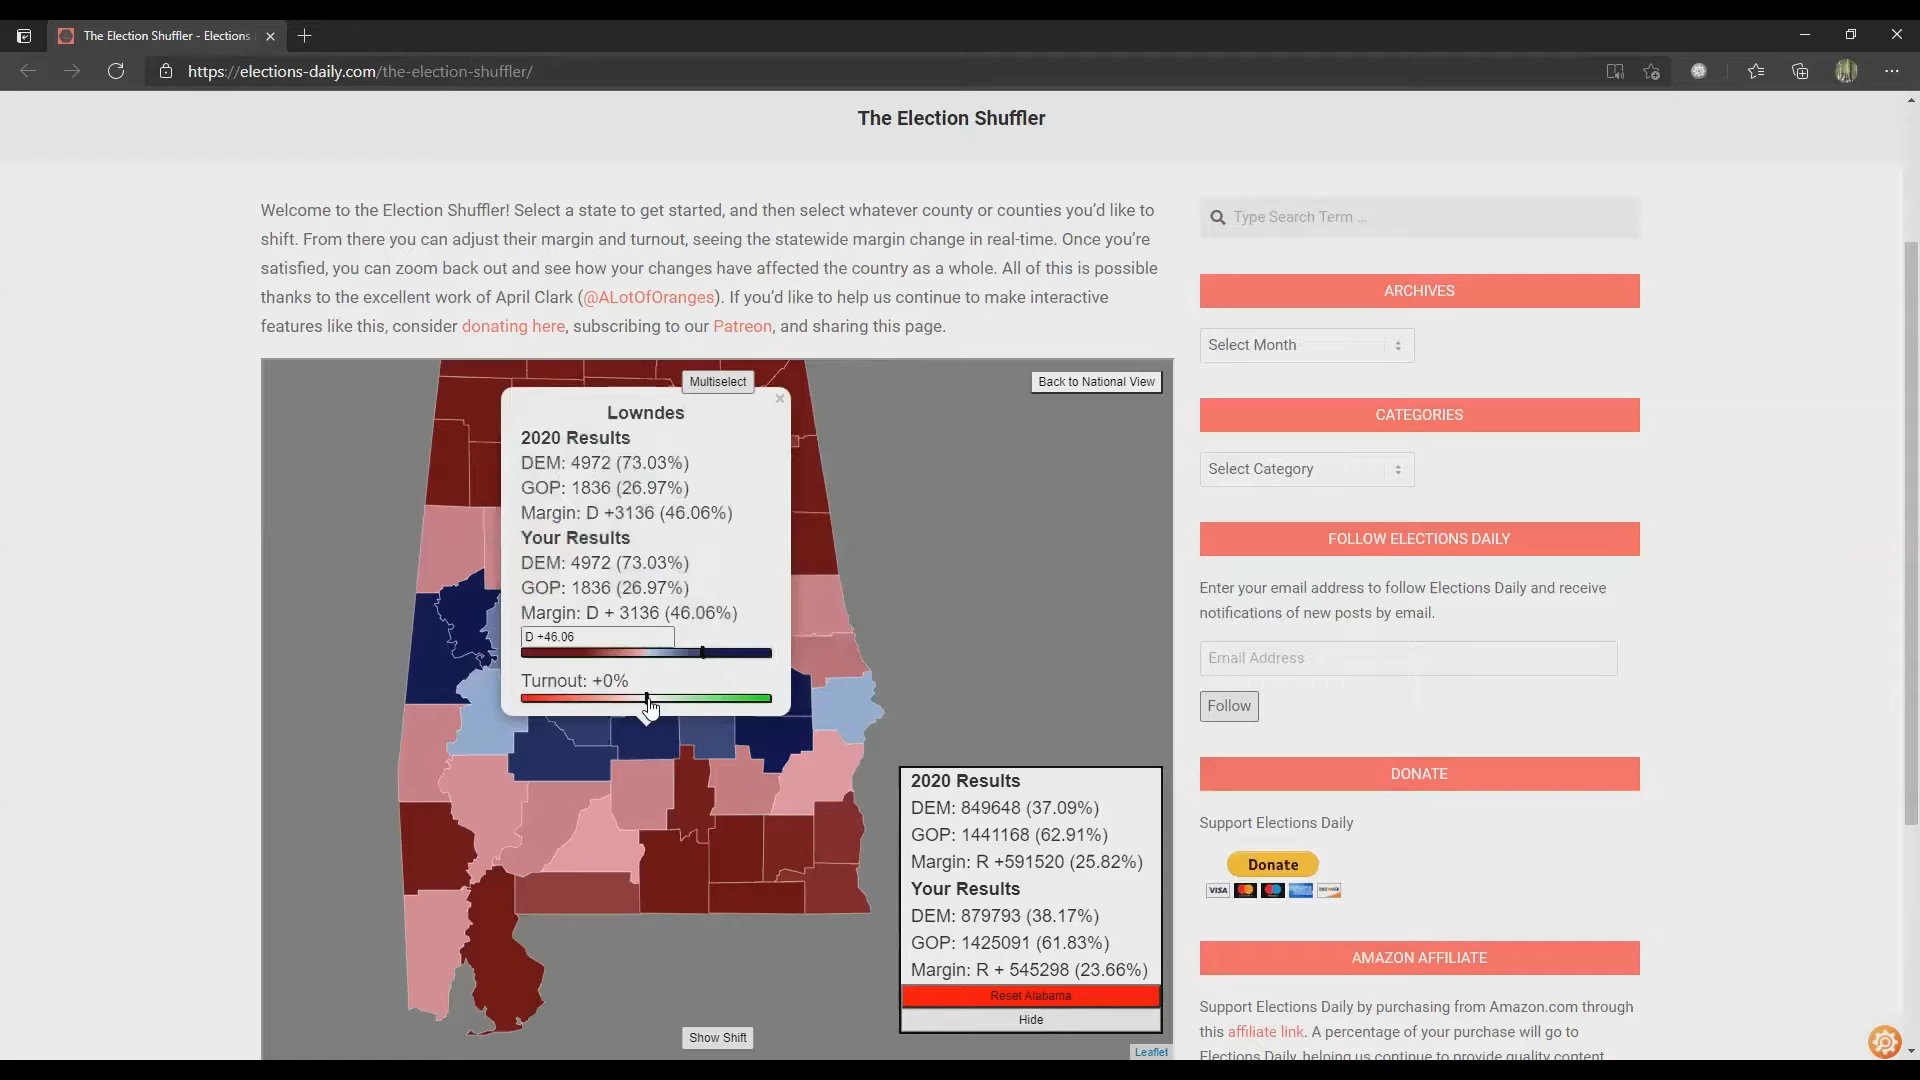 The Election Shuffler - Elections
https://elections-daily.com/the-election-shuffler/
The Election Shuffler
Welcome to the Election Shuffler! Select a state to get started, and then select whatever county or counties you'd like to
shift. From there you can adjust their margin and turnout, seeing the statewide margin change in real-time. Once you're
satisfied, you can zoom back out and see how your changes have affected the country as a whole. All of this is possible
thanks to the excellent work of April Clark (@ALotOfOranges). If you'd like to help us continue to make interactive
features like this, consider donating here, subscribing to our Patreon, and sharing this page.
Multiselect
Back to National View
Lowndes
2020 Results
DEM: 4972 (73.03%)
GOP: 1836 (26.97%)
Margin: D +3136 (46.06%)
Your Results
DEM: 4972 (73.03%)
GOP: 1836 (26.97%)
Margin: D + 3136 (46.06%)
D +46.06
Turnout: +0%
2020 Results
DEM: 849648 (37.09%)
GOP: 1441168 (62.91%)
Margin: R +591520 (25.82%)
Your Results
DEM: 879793 (38.17%)
GOP: 1425091 (61.83%)
Margin: R + 545298 (23.66%)
Reset Alabama
Hide
Show Shift
Leaflet
Type Search Term ...
ARCHIVES
Select Month
CATEGORIES
Select Category
FOLLOW ELECTIONS DAILY
Enter your email address to follow Elections Daily and receive
notifications of new posts by email.
Email Address
Follow
DONATE
Support Elections Daily
Donate
VISA
AMAZON AFFILIATE
Support Elections Daily by purchasing from Amazon.com through
this affiliate link. A percentage of your purchase will go to
Elections Daily, helping us continue to provide quality content